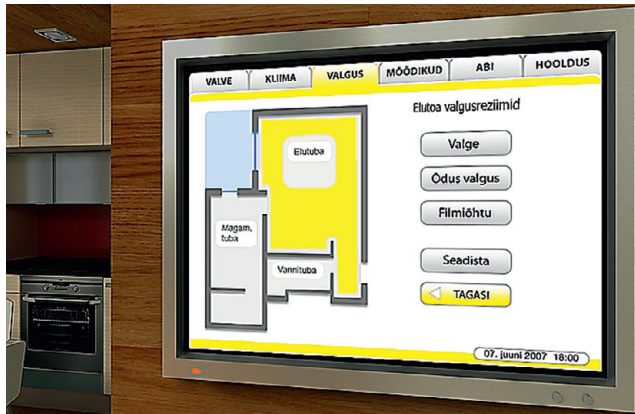 VALVE
KLIIMA
VALGUS
MÕÕDIKUD
ABI
HOOLDUS
Elutoa valgusreziimid
Valge
Õdus valgus
Filmiõhtu
Seadista
TAGASI
Elutuba
Magam.
tuba
Vannituba
07. juuni 2007 18:00